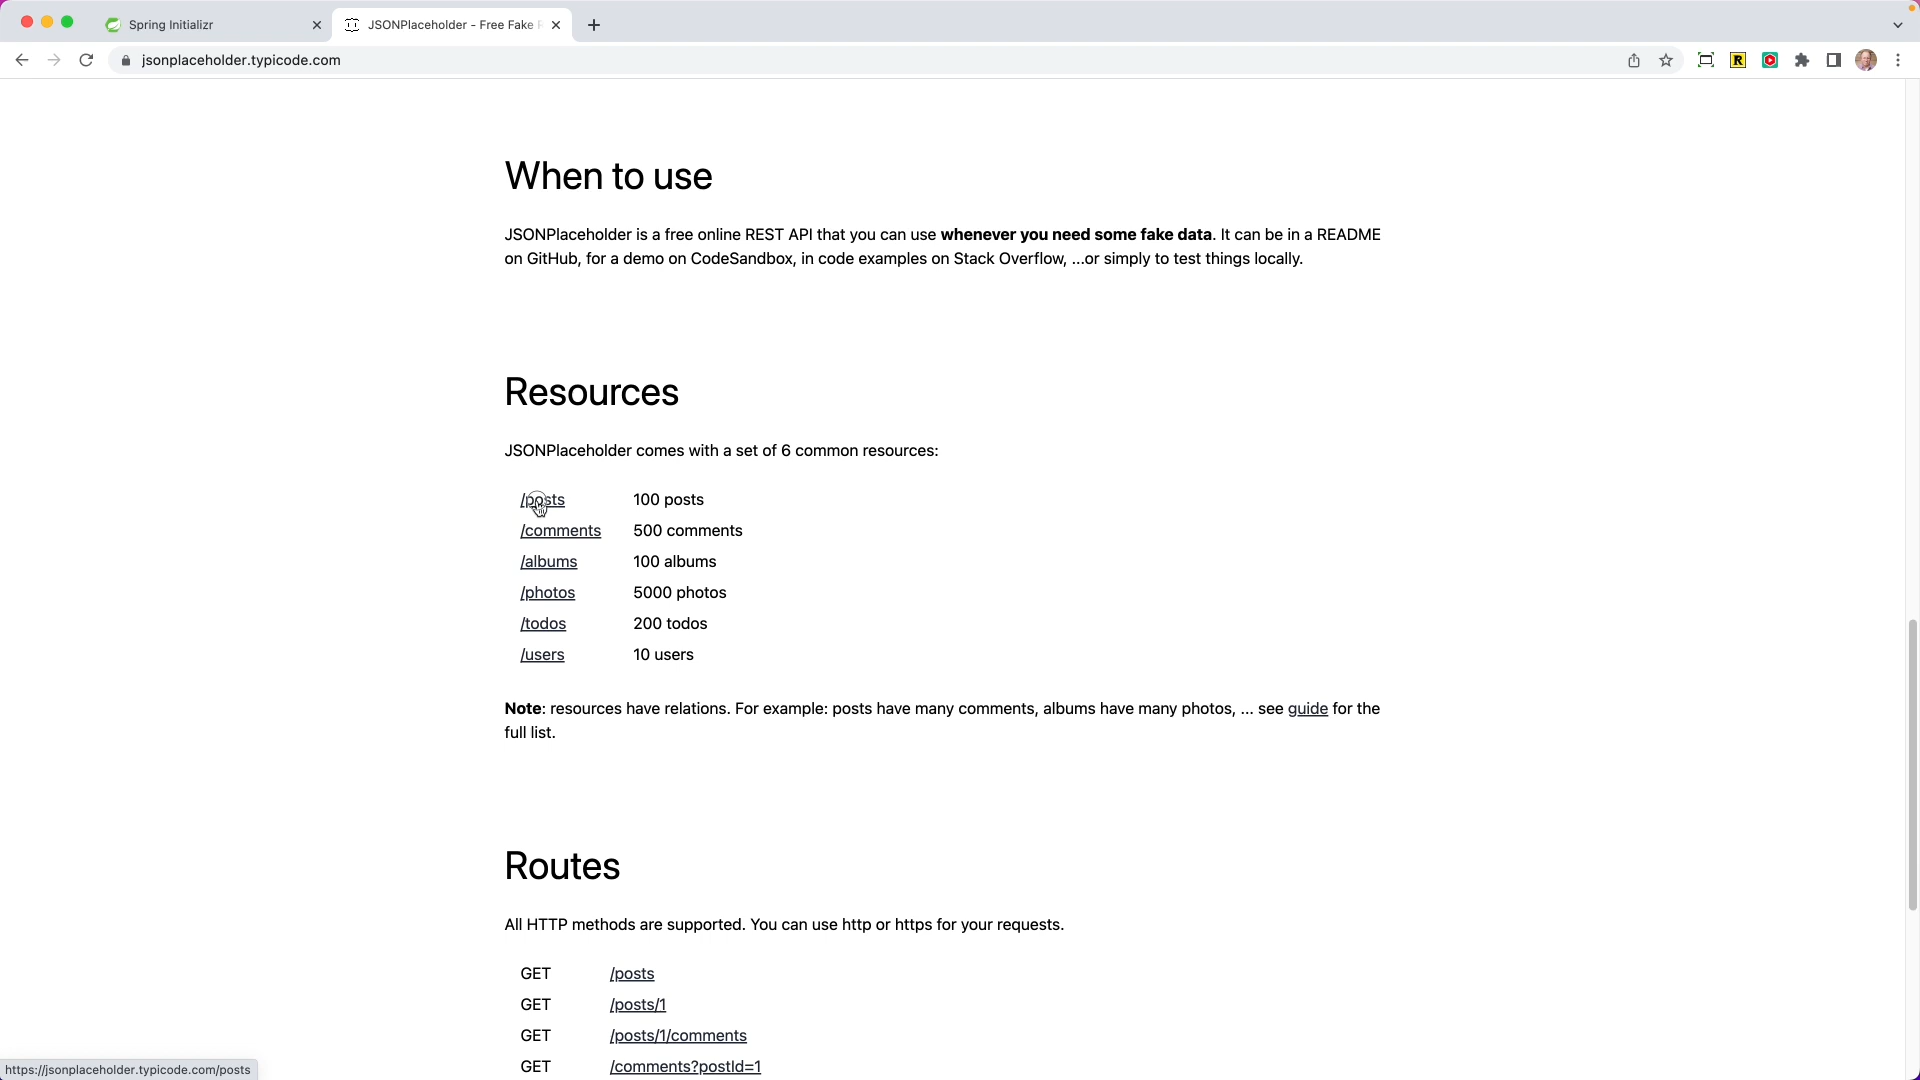 Spring Initializr
JSONPlaceholder - Free Fake R
jsonplaceholder.typicode.com
When to use
JSONPlaceholder is a free online REST API that you can use whenever you need some fake data. It can be in a README
on GitHub, for a demo on CodeSandbox, in code examples on Stack Overflow, ...or simply to test things locally.
Resources
JSONPlaceholder comes with a set of 6 common resources:
/posts 100 posts
/comments 500 comments
/albums 100 albums
/photos 5000 photos
/todos 200 todos
/users 10 users
Note: resources have relations. For example: posts have many comments, albums have many photos, ... see guide for the
full list.
Routes
All HTTP methods are supported. You can use http or https for your requests.
GET /posts
GET /posts/1
GET /posts/1/comments
GET /comments?postId=1
https://jsonplaceholder.typicode.com/posts